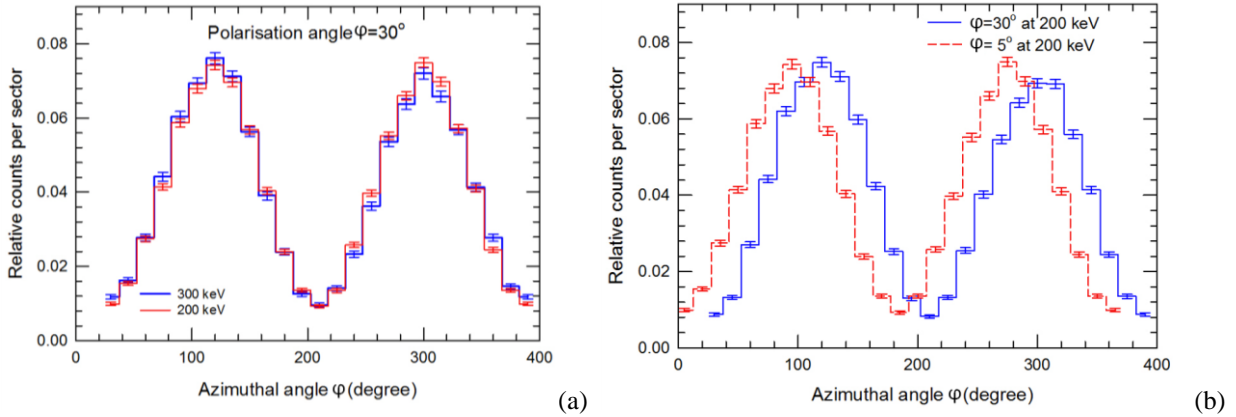 Polarisation angle φ=30°
0.08
0.06
0.04
0.02
0.00
Relative counts per sector
300 keV
200 keV
0 100 200 300 400
Azimuthal angle φ (degree)
(a)
φ=30° at 200 keV
φ= 5° at 200 keV
0.08
0.06
0.04
0.02
0.00
Relative counts per sector
0 100 200 300 400
Azimuthal angle φ (degree)
(b)